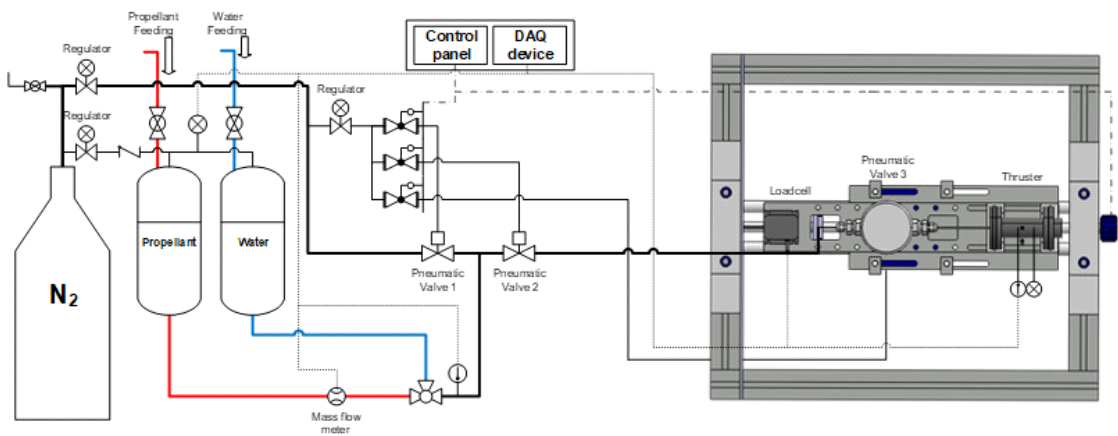 Propellant
Feeding
Water
Feeding
Control
panel
DAQ
device
Regulator
Regulator
Regulator
Pneumatic
Valve 3
Thruster
Loadcell
Propellant
Water
N2
Pneumatic
Valve 1
Pneumatic
Valve 2
Mass flow
meter